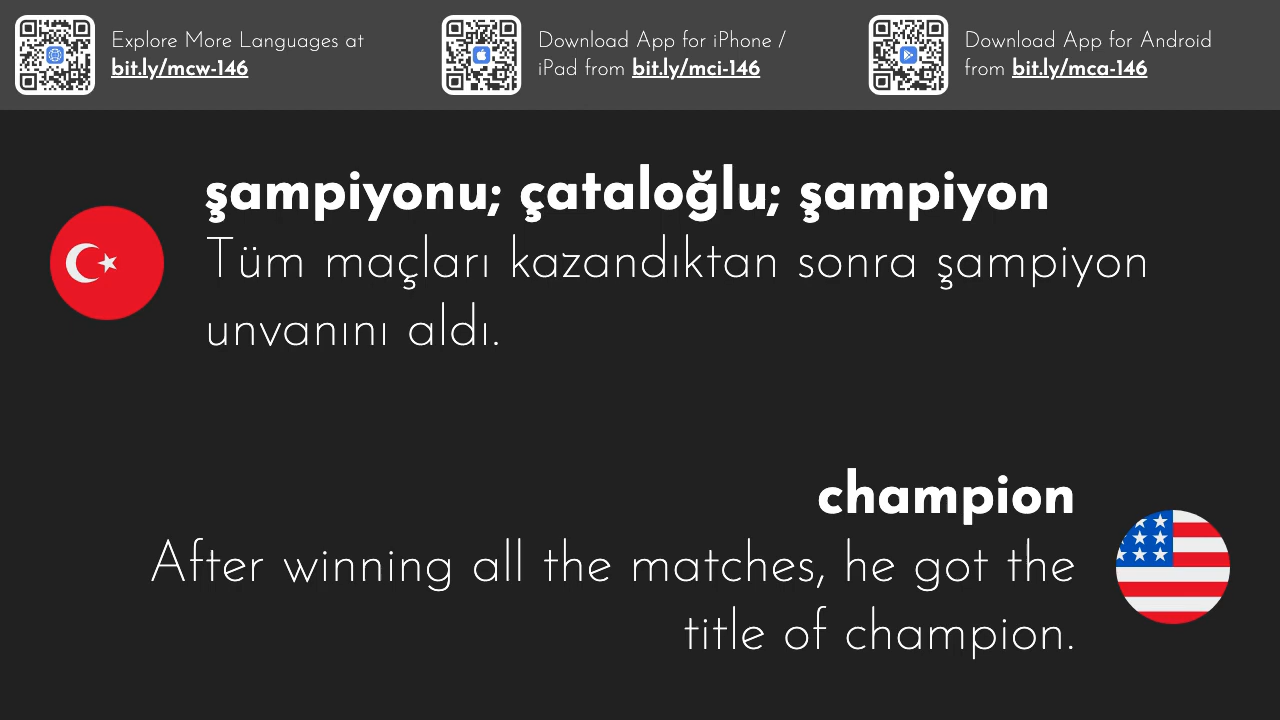 Explore More Languages at
bit.ly/mcw-146
Download App for iPhone /
iPad from bit.ly/mci-146
Download App for Android
from bit.ly/mca-146
şampiyonu; çataloğlu; şampiyon
Tüm maçları kazandıktan sonra şampiyon
unvanını aldı.
champion
After winning all the matches, he got the
title of champion.